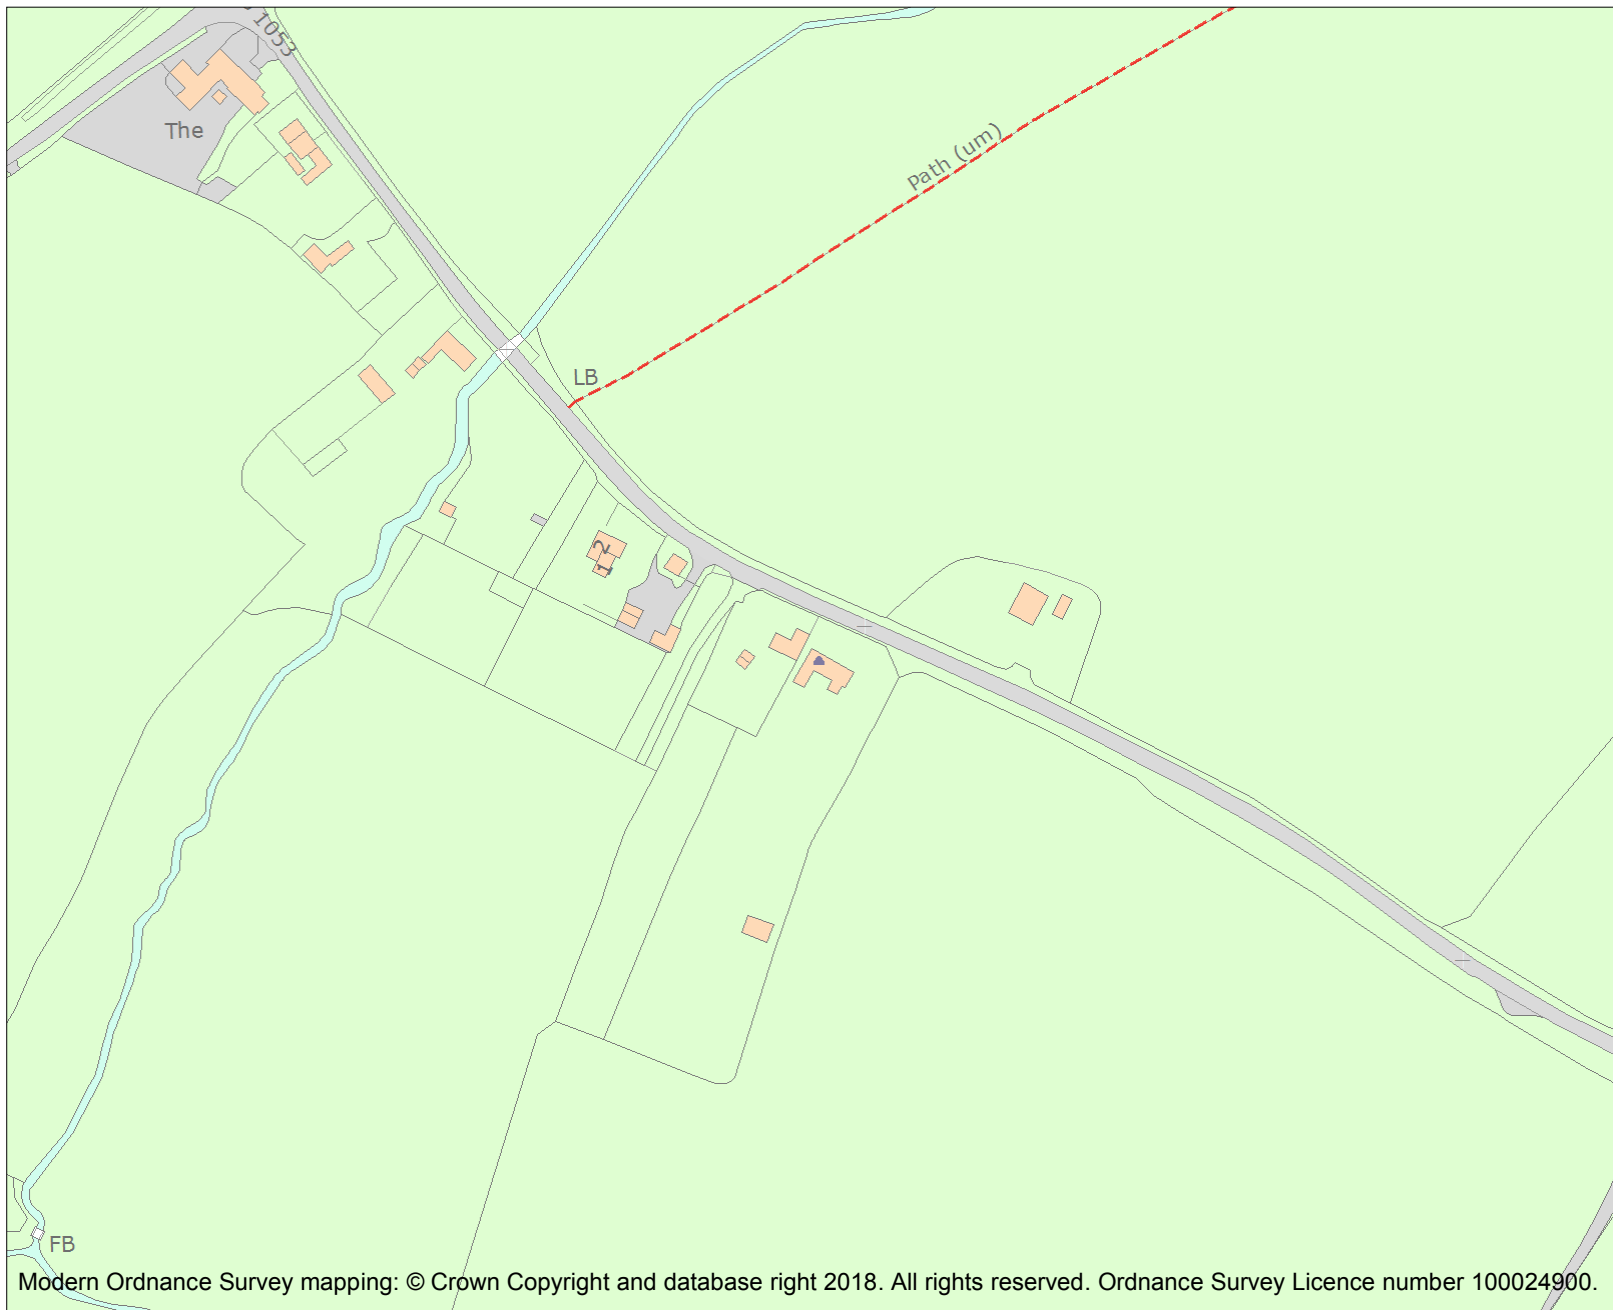 1053
The
Path (um)
LB
2
1
FB
Modern Ordnance Survey mapping: © Crown Copyright and database right 2018. All rights reserved. Ordnance Survey Licence number 100024900.